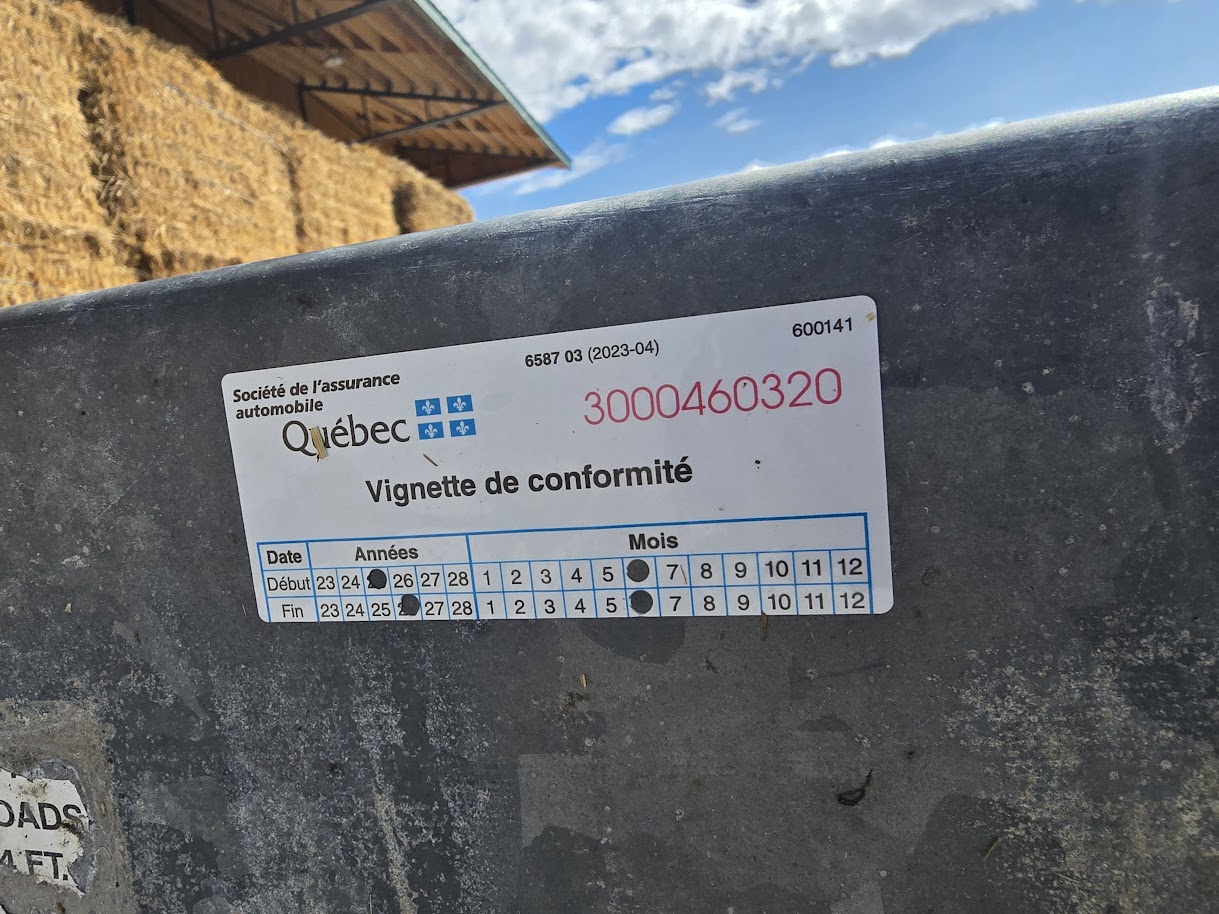 Société de l'assurance
automobile
Québec
6587 03 (2023-04)
600141
3000460320
Vignette de conformité
Date Années Mois
Début 23 24 26 27 28 1 2 3 4 5 7 8 9 10 11 12
Fin 23 24 25 27 28 1 2 3 4 5 7 8 9 10 11 12
OADS
4 FT.